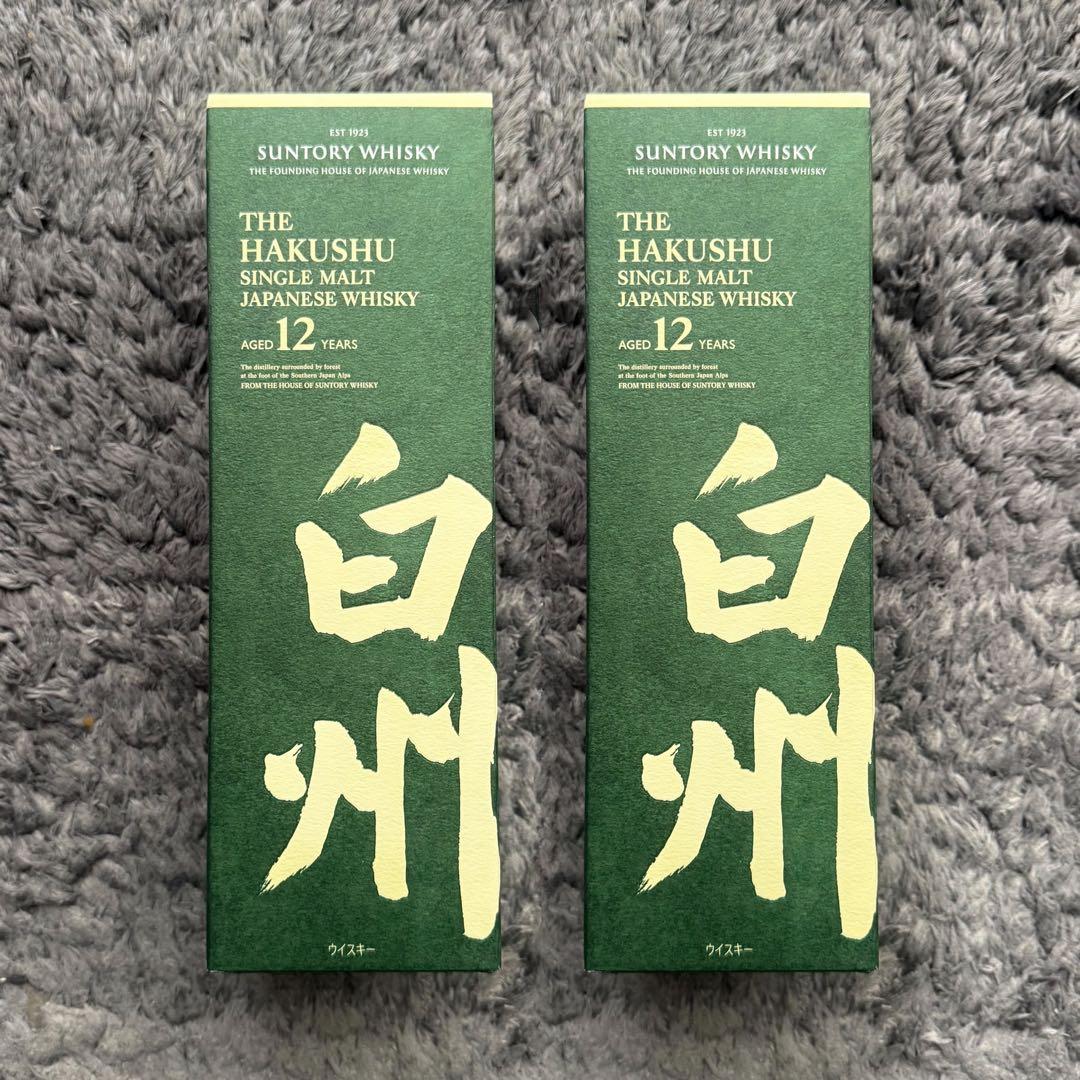 EST 1923
SUNTORY WHISKY
THE FOUNDING HOUSE OF JAPANESE WHISKY
THE
HAKUSHU
SINGLE MALT
JAPANESE WHISKY
AGED 12 YEARS
The distillery surrounded by forest
at the foot of the Southern Japan Alps
FROM THE HOUSE OF SUNTORY WHISKY
白州
ウイスキー
EST 1923
SUNTORY WHISKY
THE FOUNDING HOUSE OF JAPANESE WHISKY
THE
HAKUSHU
SINGLE MALT
JAPANESE WHISKY
AGED 12 YEARS
The distillery surrounded by forest
at the foot of the Southern Japan Alps
FROM THE HOUSE OF SUNTORY WHISKY
白州
ウイスキー